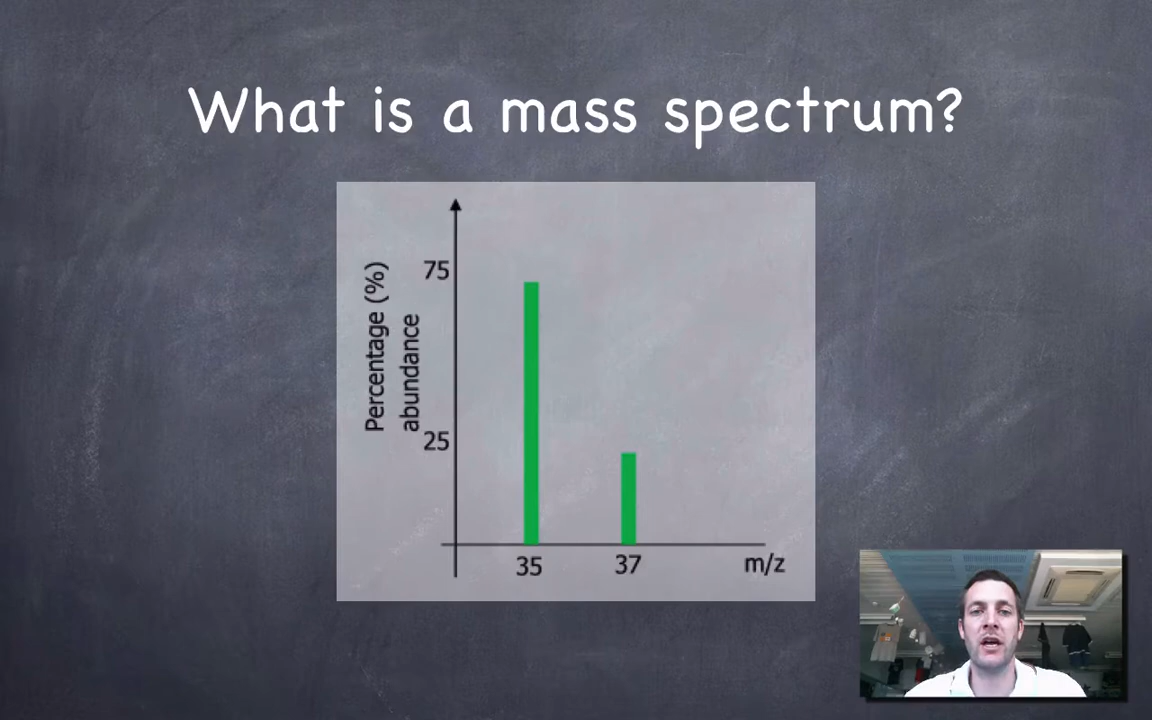 What is a mass spectrum?
Percentage (%)
abundance
75
25
35
37
m/z